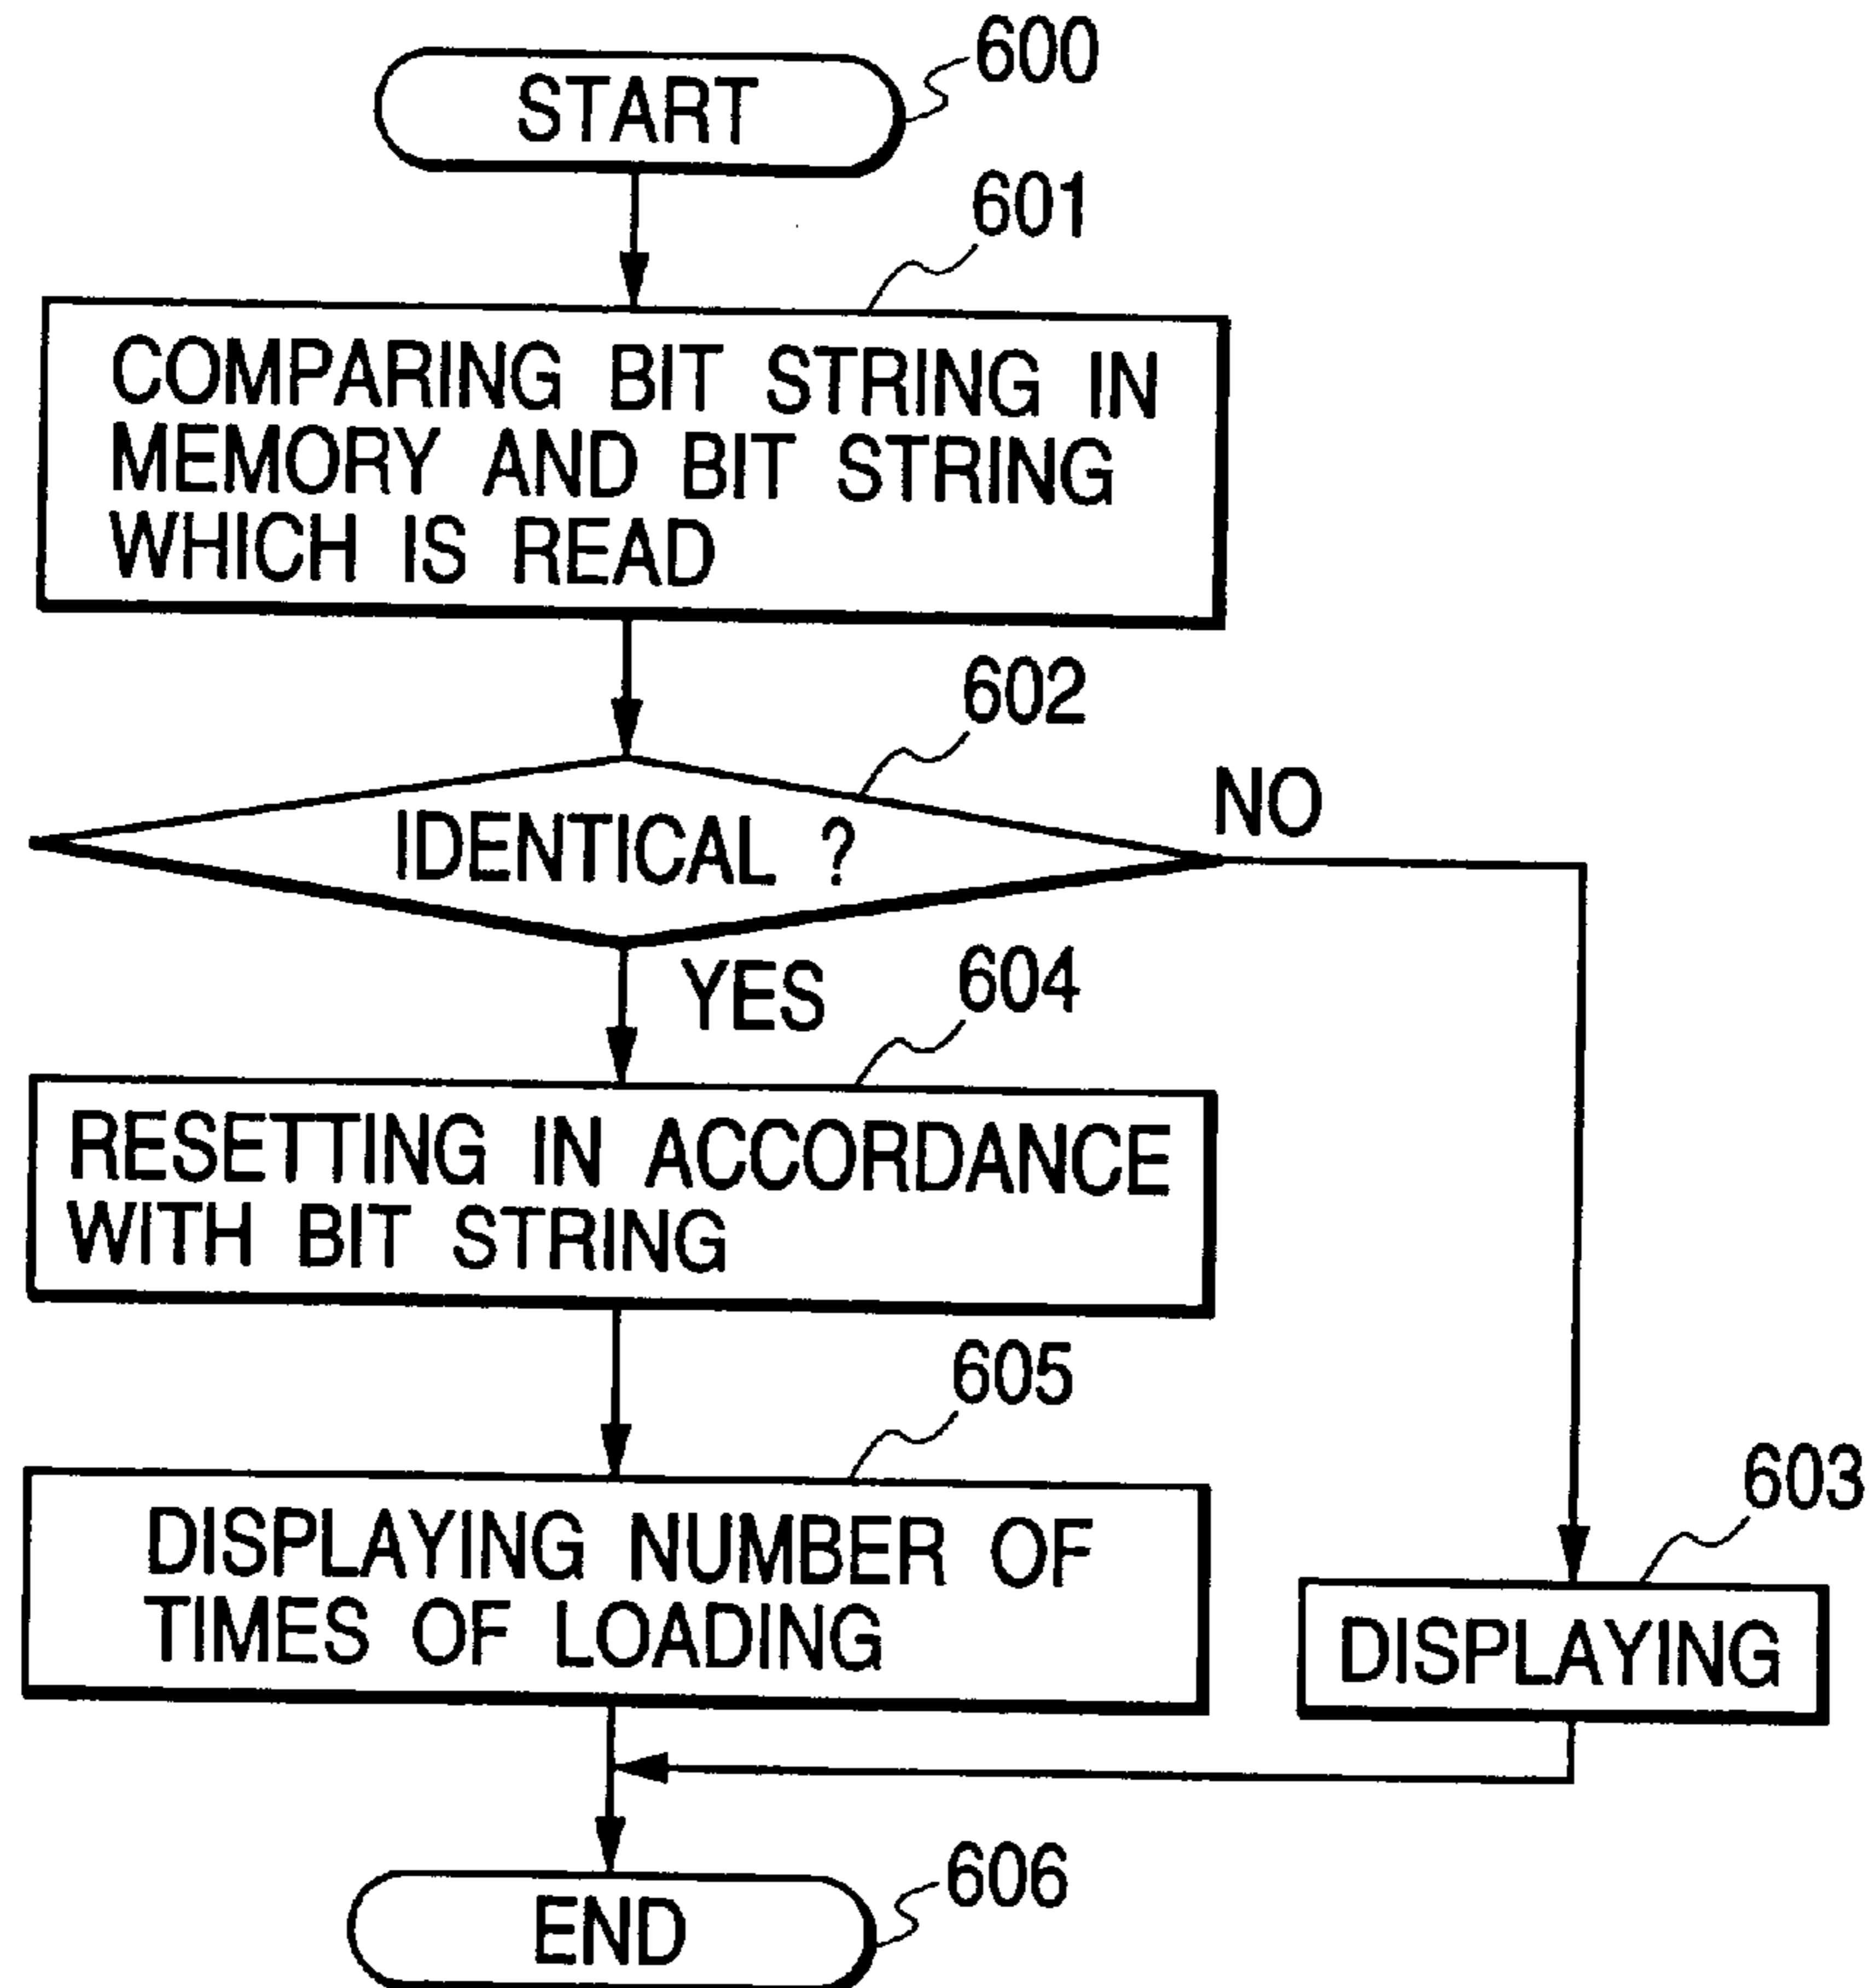 600
START
601
COMPARING BIT STRING IN
MEMORY AND BIT STRING
WHICH IS READ
602
NO
IDENTICAL ?
YES
604
RESETTING IN ACCORDANCE
WITH BIT STRING
605
603
DISPLAYING NUMBER OF
TIMES OF LOADING
DISPLAYING
606
END